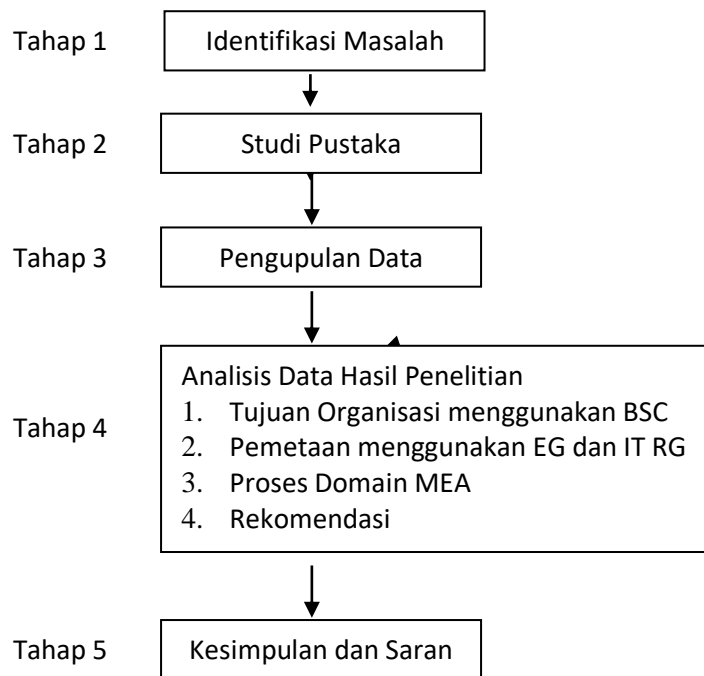 Tahap 1
Identifikasi Masalah
Tahap 2
Studi Pustaka
Tahap 3
Pengupulan Data
Tahap 4
Analisis Data Hasil Penelitian
1. Tujuan Organisasi menggunakan BSC
2. Pemetaan menggunakan EG dan IT RG
3. Proses Domain MEA
4. Rekomendasi
Tahap 5
Kesimpulan dan Saran